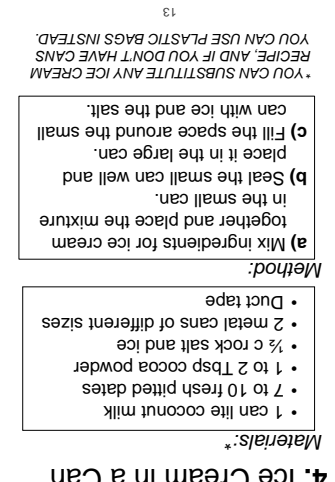 4. Ice Cream in a Can
Materials:*
• 1 can lite coconut milk
• 7 to 10 fresh pitted dates
• 1 to 2 Tbsp cocoa powder
• ½ c rock salt and ice
• 2 metal cans of different sizes
• Duct tape
Method:
a) Mix ingredients for ice cream
together and place the mixture
in the small can.
b) Seal the small can well and
place it in the large can.
c) Fill the space around the small
can with ice and the salt.
*YOU CAN SUBSTITUTE ANY ICE CREAM
RECIPE, AND IF YOU DON'T HAVE CANS
YOU CAN USE PLASTIC BAGS INSTEAD.
13